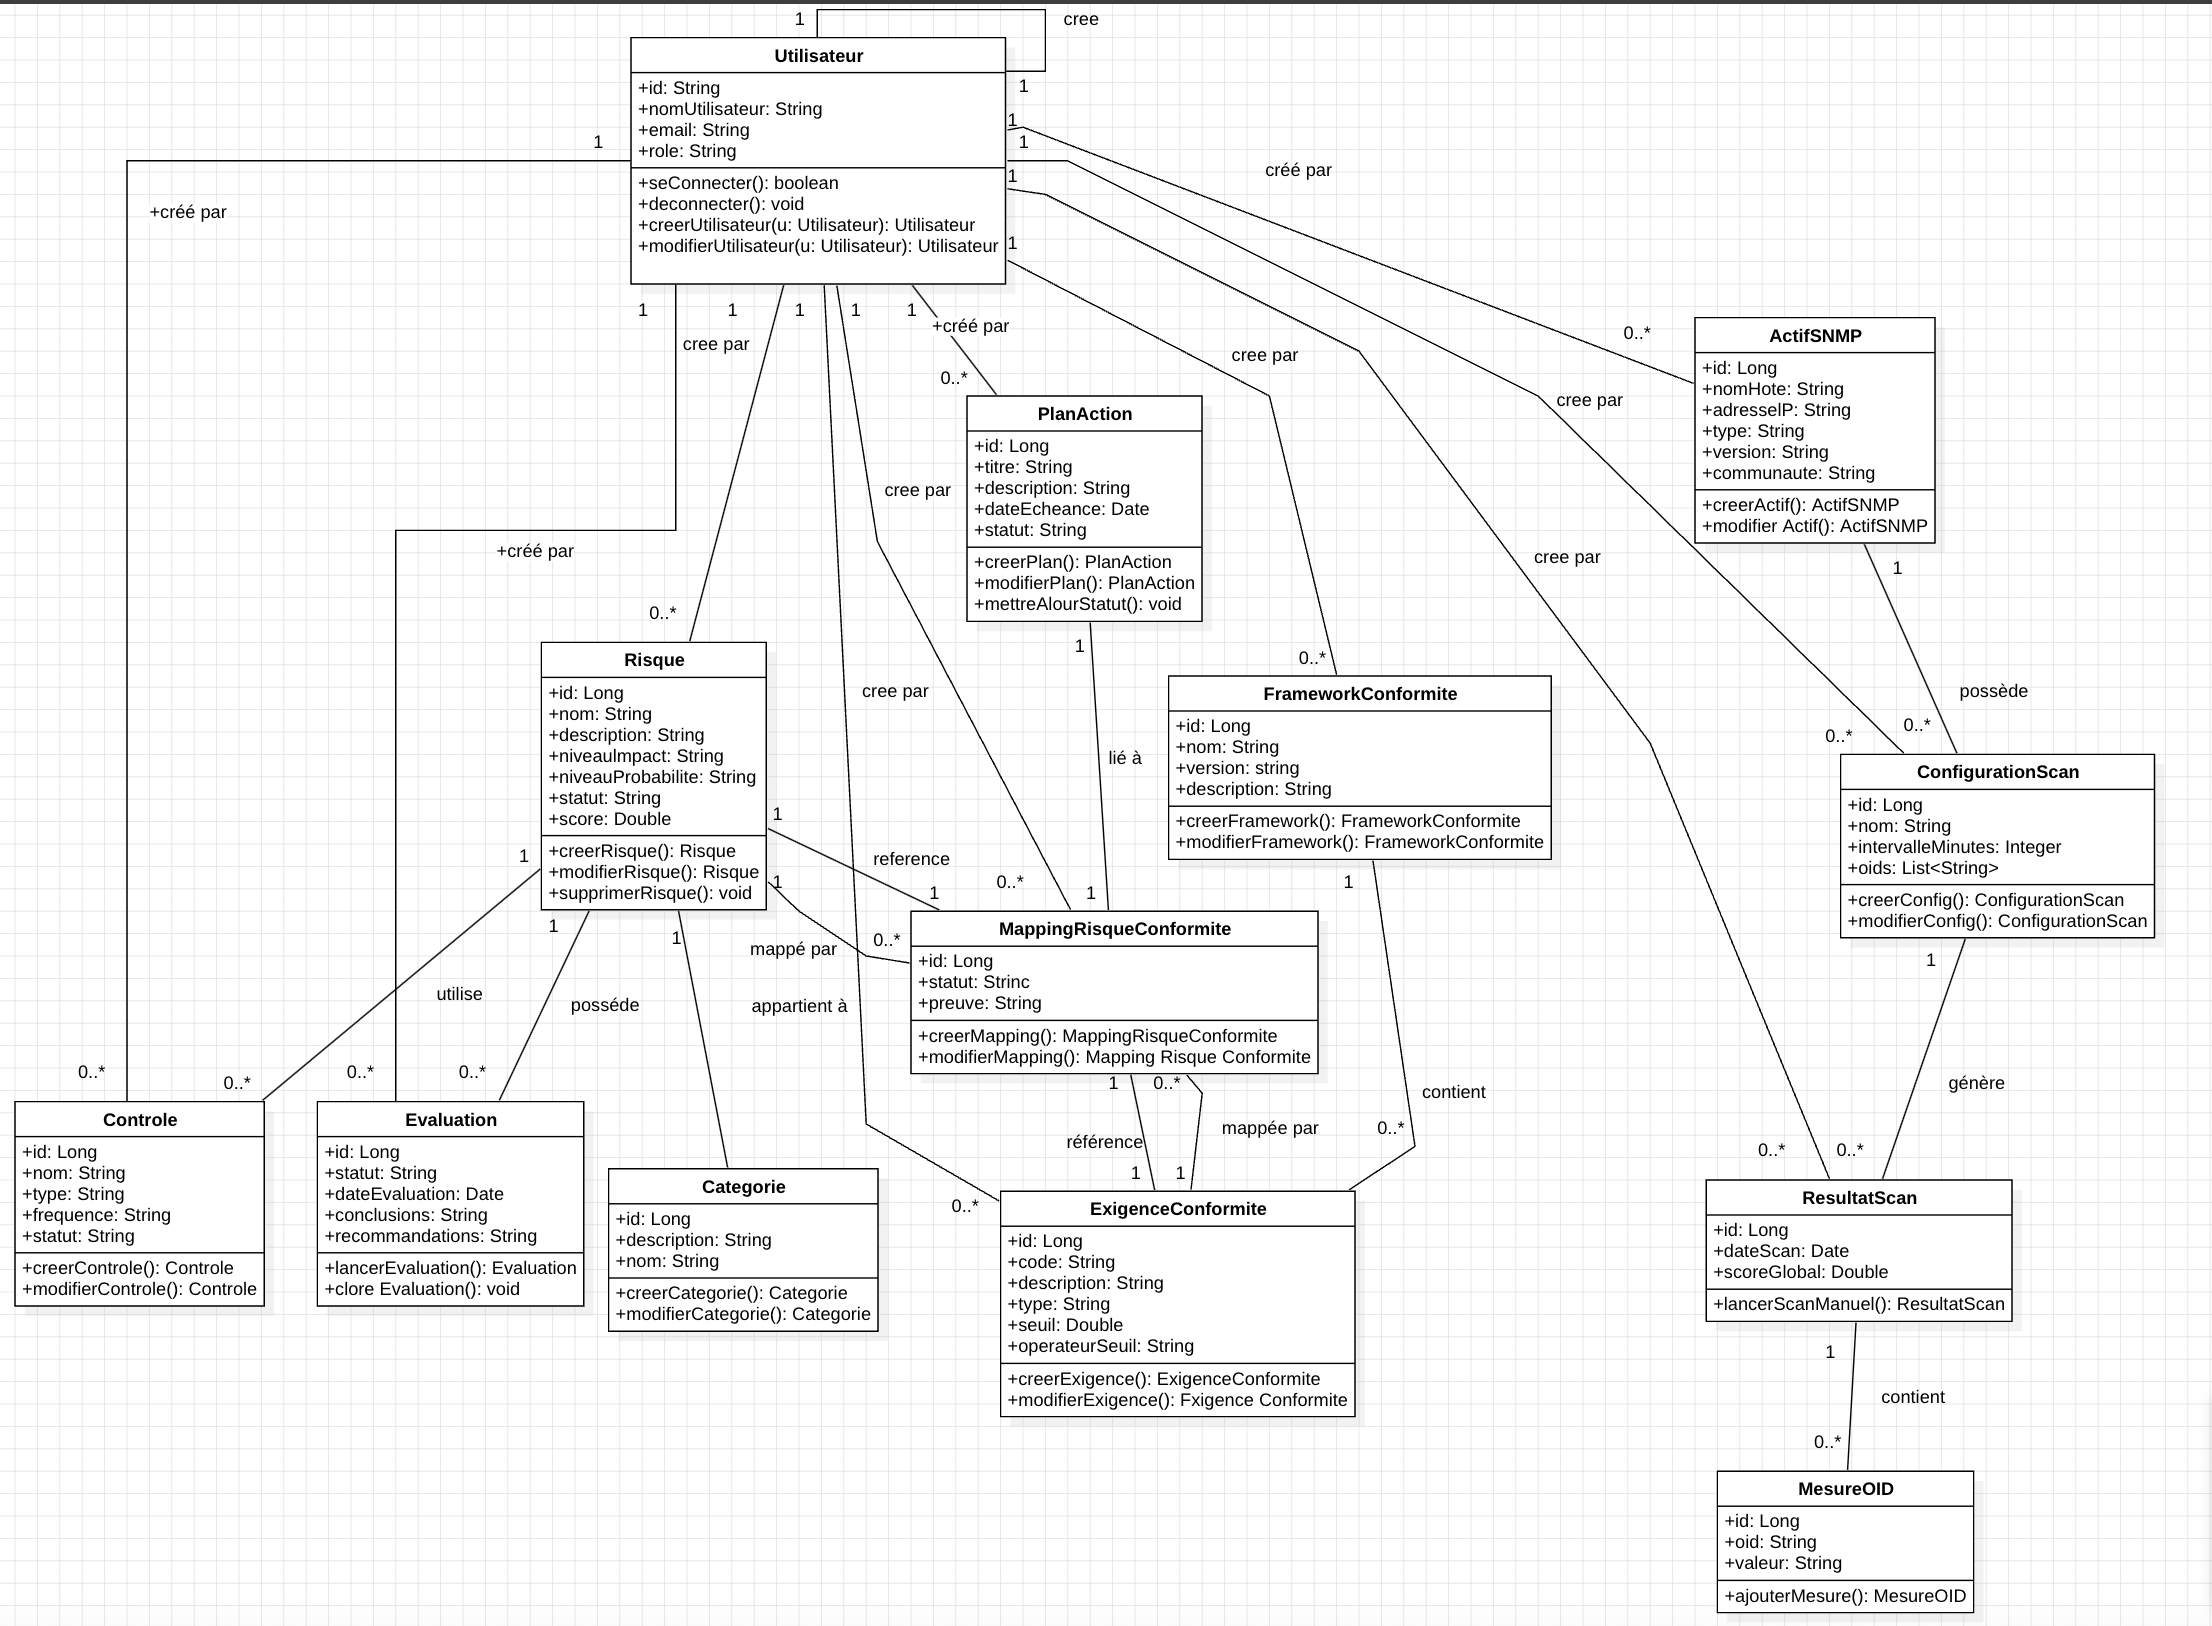 1
cree
Utilisateur
+id: String
+nomUtilisateur: String
+email: String
+role: String
+seConnecter(): boolean
+deconnecter(): void
+creerUtilisateur(u: Utilisateur): Utilisateur
+modifierUtilisateur(u: Utilisateur): Utilisateur
1
1
1
1
1
1
+créé par
créé par
1
1
1
1
1
+créé par
cree par
0..*
cree par
0..*
cree par
ActifSNMP
+id: Long
+nomHote: String
+adresseIP: String
+type: String
+version: String
+communaute: String
+creerActif(): ActifSNMP
+modifier Actif(): ActifSNMP
PlanAction
+id: Long
+titre: String
+description: String
+dateEcheance: Date
+statut: String
+creerPlan(): PlanAction
+modifierPlan(): PlanAction
+mettreAlourStatut(): void
cree par
+créé par
cree par
1
0..*
1
0..*
cree par
lié à
possède
0..*
0..*
Risque
+id: Long
+nom: String
+description: String
+niveaulmpact: String
+niveauProbabilite: String
+statut: String
+score: Double
+creerRisque(): Risque
+modifierRisque(): Risque
+supprimerRisque(): void
FrameworkConformite
+id: Long
+nom: String
+version: string
+description: String
+creerFramework(): FrameworkConformite
+modifierFramework(): FrameworkConformite
ConfigurationScan
+id: Long
+nom: String
+intervalleMinutes: Integer
+oids: List<String>
+creerConfig(): ConfigurationScan
+modifierConfig(): ConfigurationScan
1
1
reference
1
1
0..*
1
1
1
1
1
mappé par
0..*
MappingRisqueConformite
+id: Long
+statut: Strinc
+preuve: String
+creerMapping(): MappingRisqueConformite
+modifierMapping(): Mapping Risque Conformite
1
utilise
posséde
appartient à
0..*
0..*
0..*
0..*
1
0..*
contient
génère
référence
mappée par
0..*
1
1
0..*
0..*
0..*
Controle
+id: Long
+nom: String
+type: String
+frequence: String
+statut: String
+creerControle(): Controle
+modifierControle(): Controle
Evaluation
+id: Long
+statut: String
+dateEvaluation: Date
+conclusions: String
+recommandations: String
+lancerEvaluation(): Evaluation
+clore Evaluation(): void
Categorie
+id: Long
+description: String
+nom: String
+creerCategorie(): Categorie
+modifierCategorie(): Categorie
ExigenceConformite
+id: Long
+code: String
+description: String
+type: String
+seuil: Double
+operateurSeuil: String
+creerExigence(): ExigenceConformite
+modifierExigence(): Fxigence Conformite
ResultatScan
+id: Long
+dateScan: Date
+scoreGlobal: Double
+lancerScanManuel(): ResultatScan
1
contient
0..*
MesureOID
+id: Long
+oid: String
+valeur: String
+ajouterMesure(): MesureOID